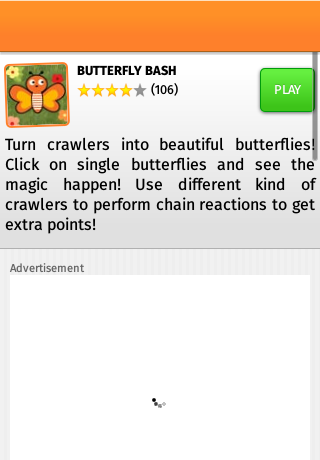 BUTTERFLY BASH
(106)
PLAY
Turn crawlers into beautiful butterflies!
Click on single butterflies and see the
magic happen! Use different kind of
crawlers to perform chain reactions to get
extra points!
Advertisement